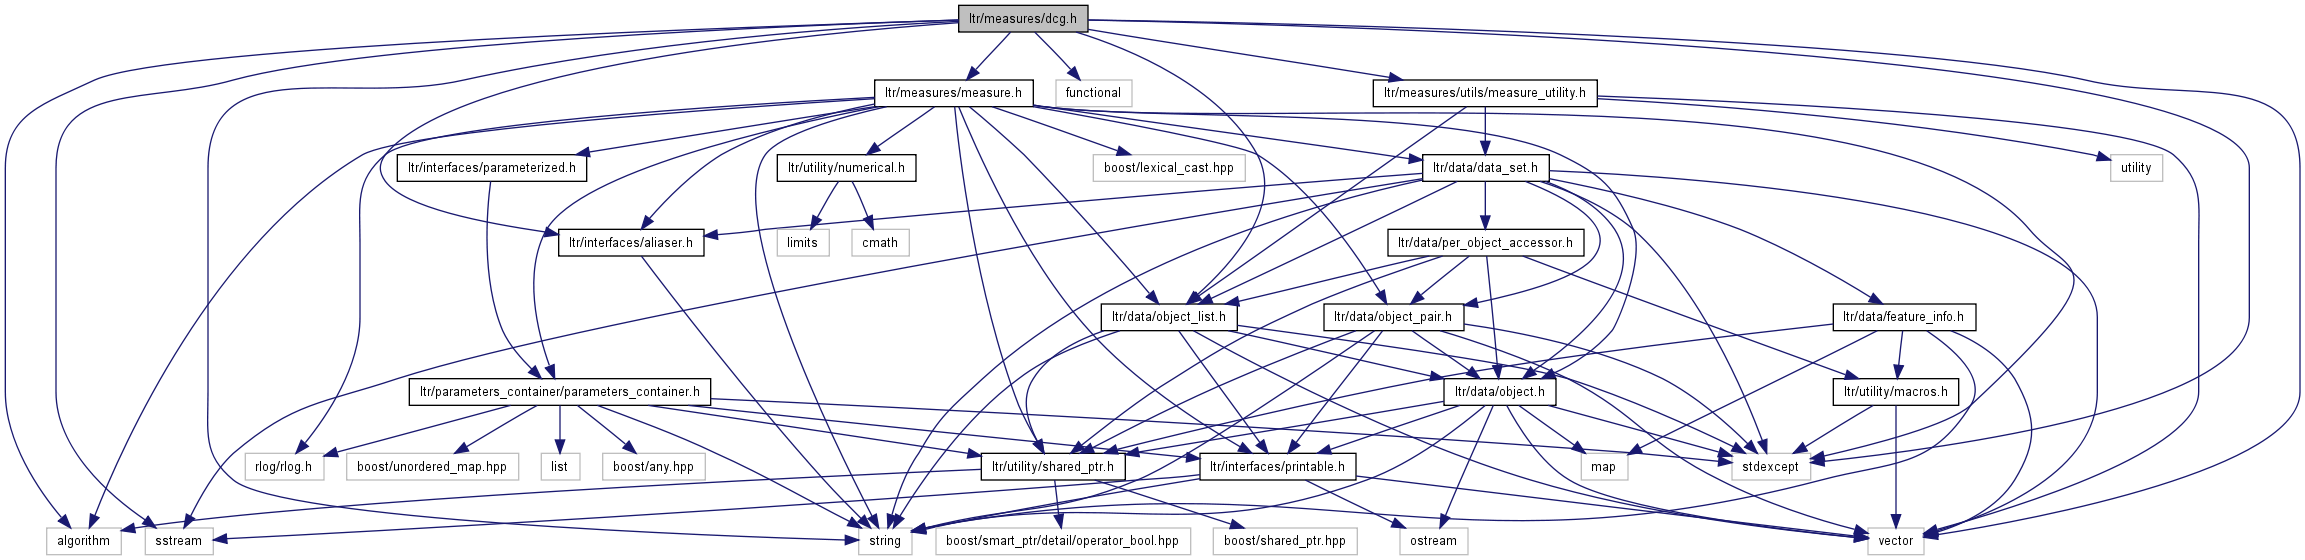 ltr/measures/dcg.h
ltr/measures/measure.h
functional
ltr/measures/utils/measure_utility.h
ltr/interfaces/parameterized.h
ltr/utility/numerical.h
boost/lexical_cast.hpp
ltr/data/data_set.h
utility
ltr/interfaces/aliaser.h
limits
cmath
ltr/data/per_object_accessor.h
ltr/data/object_list.h
ltr/data/object_pair.h
ltr/data/feature_info.h
ltr/parameters_container/parameters_container.h
ltr/data/object.h
ltr/utility/macros.h
rlog/rlog.h
boost/unordered_map.hpp
list
boost/any.hpp
ltr/utility/shared_ptr.h
ltr/interfaces/printable.h
map
stdexcept
algorithm
sstream
string
boost/smart_ptr/detail/operator_bool.hpp
boost/shared_ptr.hpp
ostream
vector